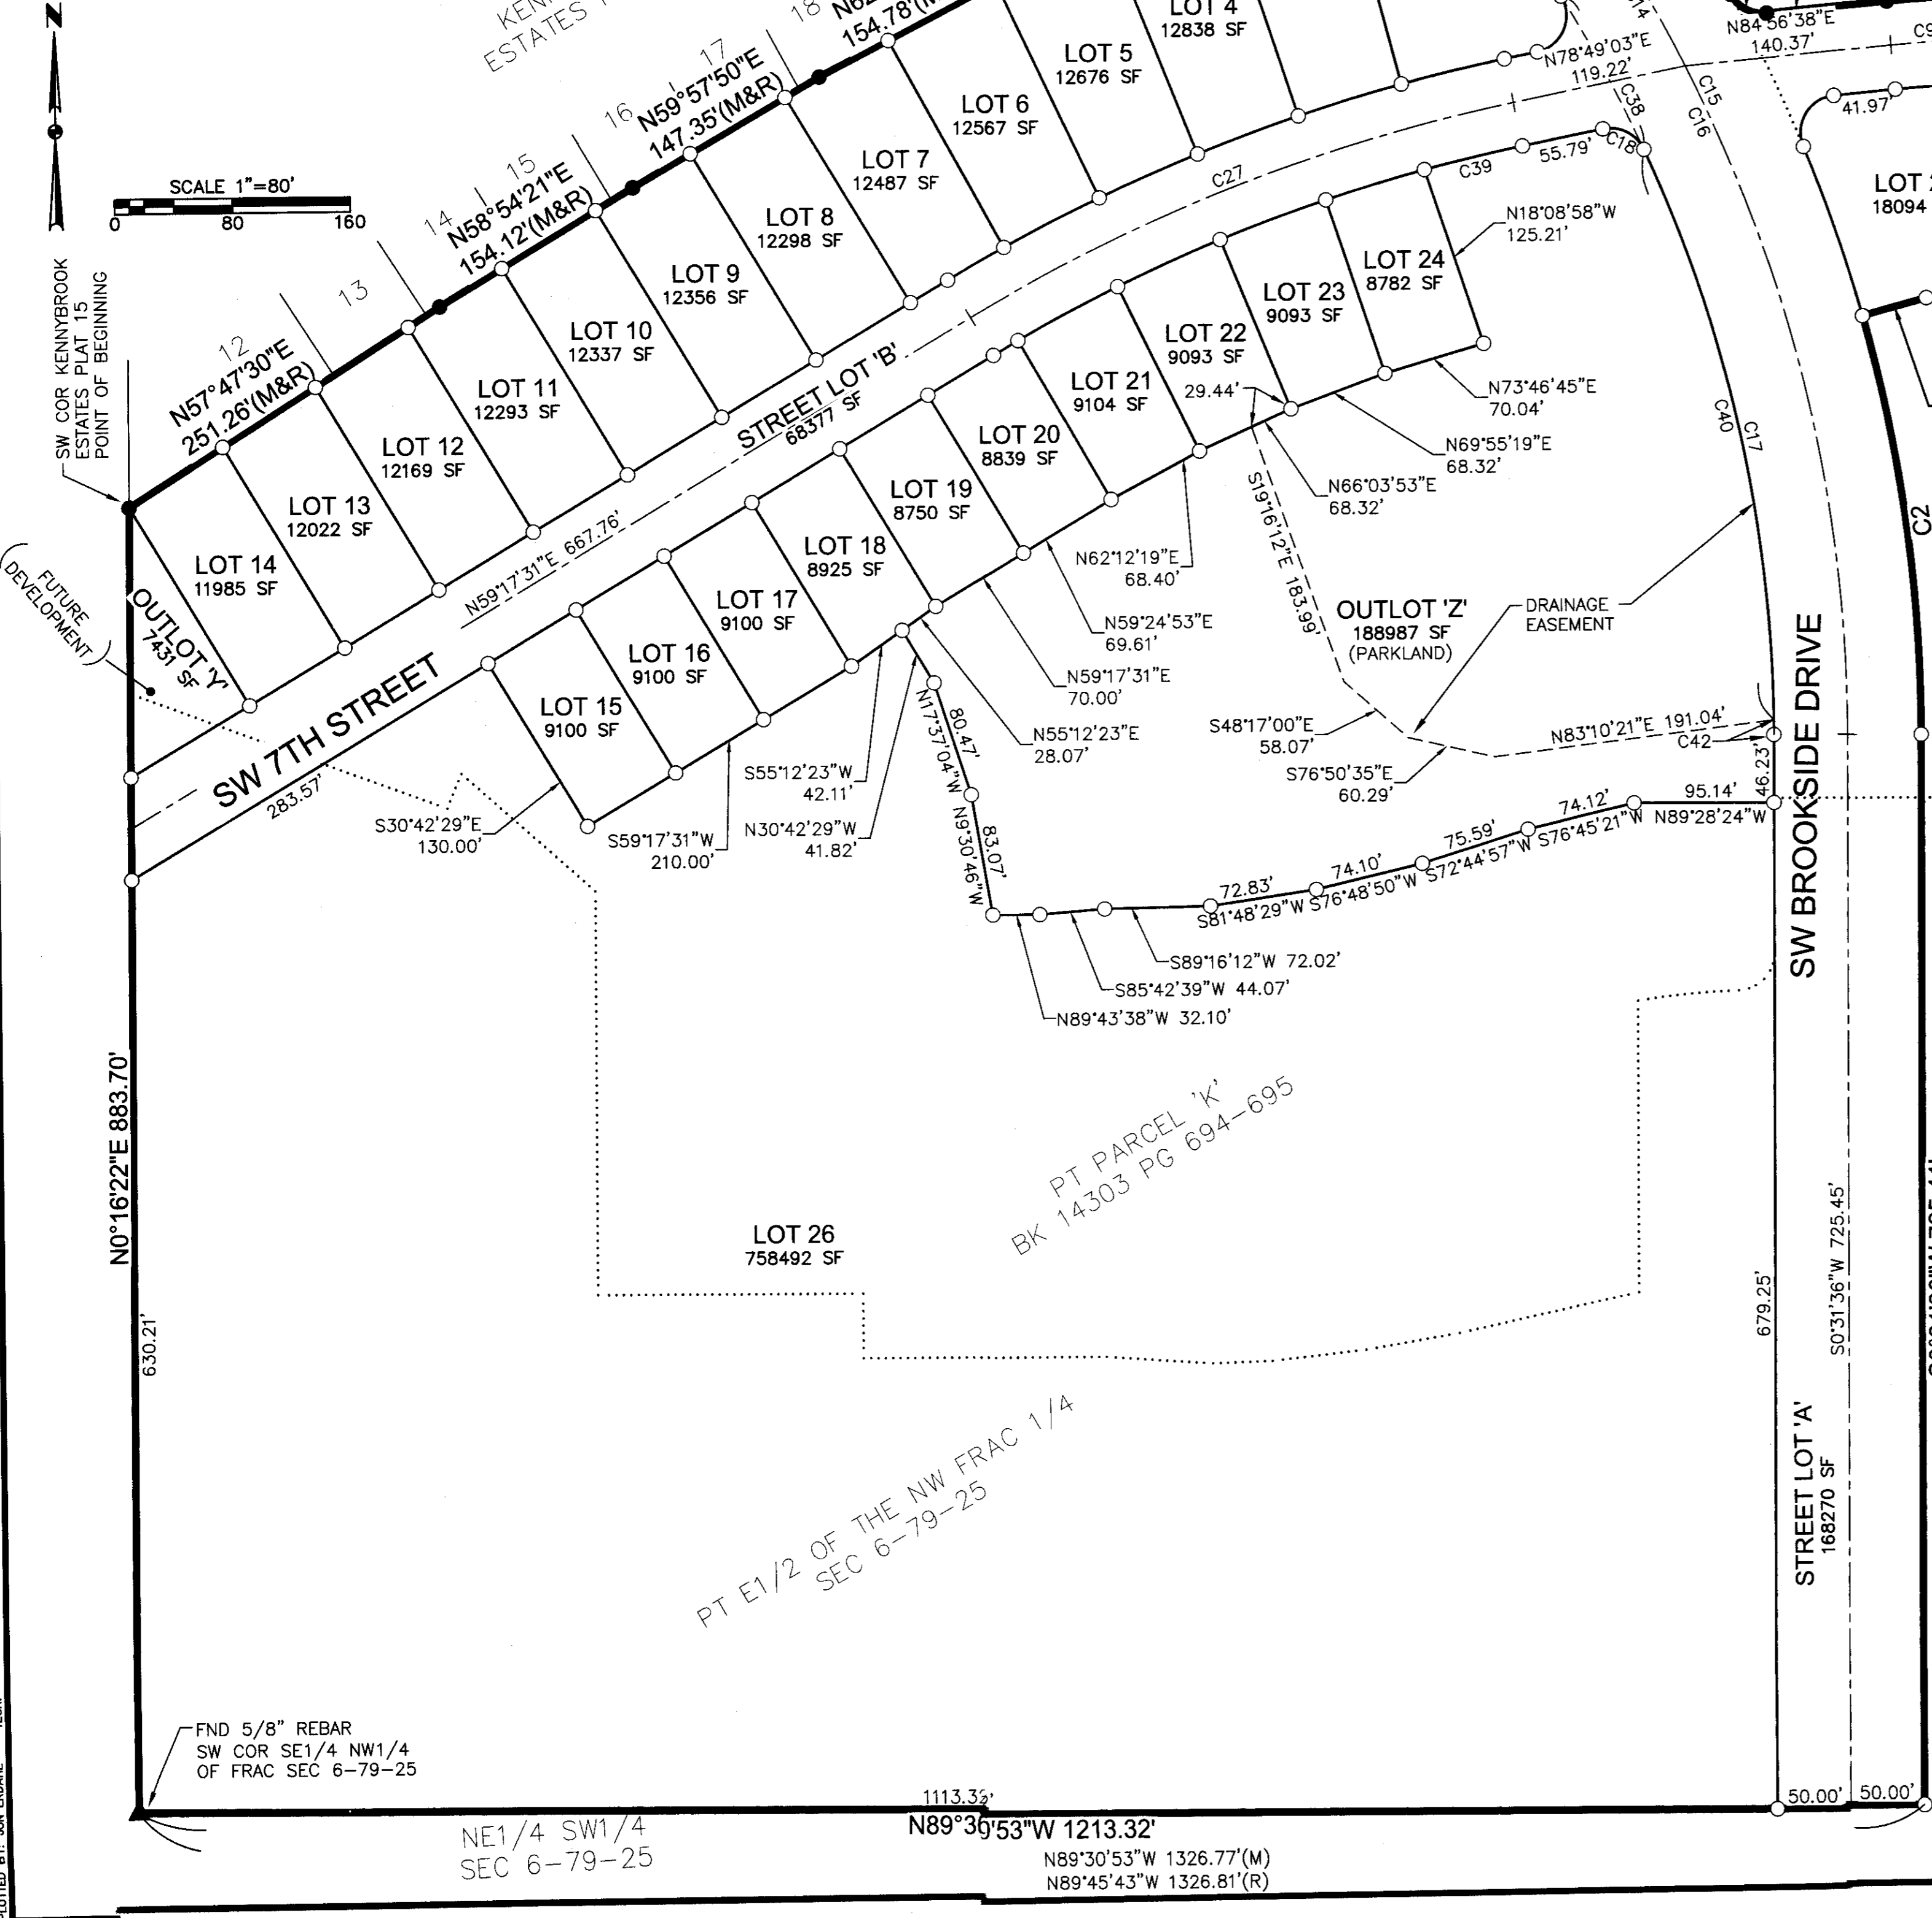 N
SCALE 1"=80'
0 80 160
SW COR KENNYBROOK
ESTATES PLAT 15
POINT OF BEGINNING
ESTATES
12
13
14
15
16
17
18
N57°47'30"E
251.26'(M&R)
N58°54'21"E
154.12'(M&R)
N59°57'50"E
147.35'(M&R)
154.78'
LOT 4
12838 SF
LOT 5
12676 SF
LOT 6
12567 SF
LOT 7
12487 SF
LOT 8
12298 SF
LOT 9
12356 SF
LOT 10
12337 SF
LOT 11
12293 SF
LOT 12
12169 SF
LOT 13
12022 SF
LOT 14
11985 SF
OUTLOT 'Y'
7431 SF
FUTURE
DEVELOPMENT
STREET LOT 'B'
68377 SF
N59°17'31"E 667.76'
SW 7TH STREET
283.57'
C27
N78°49'03"E
119.22'
N84°56'38"E
140.37'
C38
C15
C16
C18
C39
55.79'
41.97'
LOT
18094
LOT 24
8782 SF
LOT 23
9093 SF
LOT 22
9093 SF
LOT 21
9104 SF
LOT 20
8839 SF
LOT 19
8750 SF
LOT 18
8925 SF
LOT 17
9100 SF
LOT 16
9100 SF
LOT 15
9100 SF
N18°08'58"W
125.21'
N73°46'45"E
70.04'
N69°55'19"E
68.32'
N66°03'53"E
68.32'
29.44'
N62°12'19"E
68.40'
N59°24'53"E
69.61'
N59°17'31"E
70.00'
N55°12'23"E
28.07'
S55°12'23"W
42.11'
N30°42'29"W
41.82'
S59°17'31"W
210.00'
S30°42'29"E
130.00'
S19°16'12"E 183.99'
OUTLOT 'Z'
188987 SF
(PARKLAND)
DRAINAGE
EASEMENT
S48°17'00"E
58.07'
S76°50'35"E
60.29'
N83°10'21"E 191.04'
C42
C40
C17
C2
46.23'
80.47'
N17°37'04"W
83.07'
N9°30'46"W
95.14'
N89°28'24"W
74.12'
S76°45'21"W
75.59'
S72°44'57"W
74.10'
S76°48'50"W
72.83'
S81°48'29"W
S89°16'12"W 72.02'
S85°42'39"W 44.07'
N89°43'38"W 32.10'
SW BROOKSIDE DRIVE
N0°16'22"E 883.70'
630.21'
PT PARCEL 'K'
BK 14303 PG 694-695
LOT 26
758492 SF
PT E1/2 OF THE NW FRAC 1/4
SEC 6-79-25
679.25'
S0°31'36"W 725.45'
STREET LOT 'A'
168270 SF
FND 5/8" REBAR
SW COR SE1/4 NW1/4
OF FRAC SEC 6-79-25
1113.32'
50.00' 50.00'
N89°30'53"W 1213.32'
NE1/4 SW1/4
SEC 6-79-25
N89°30'53"W 1326.77'(M)
N89°45'43"W 1326.81'(R)